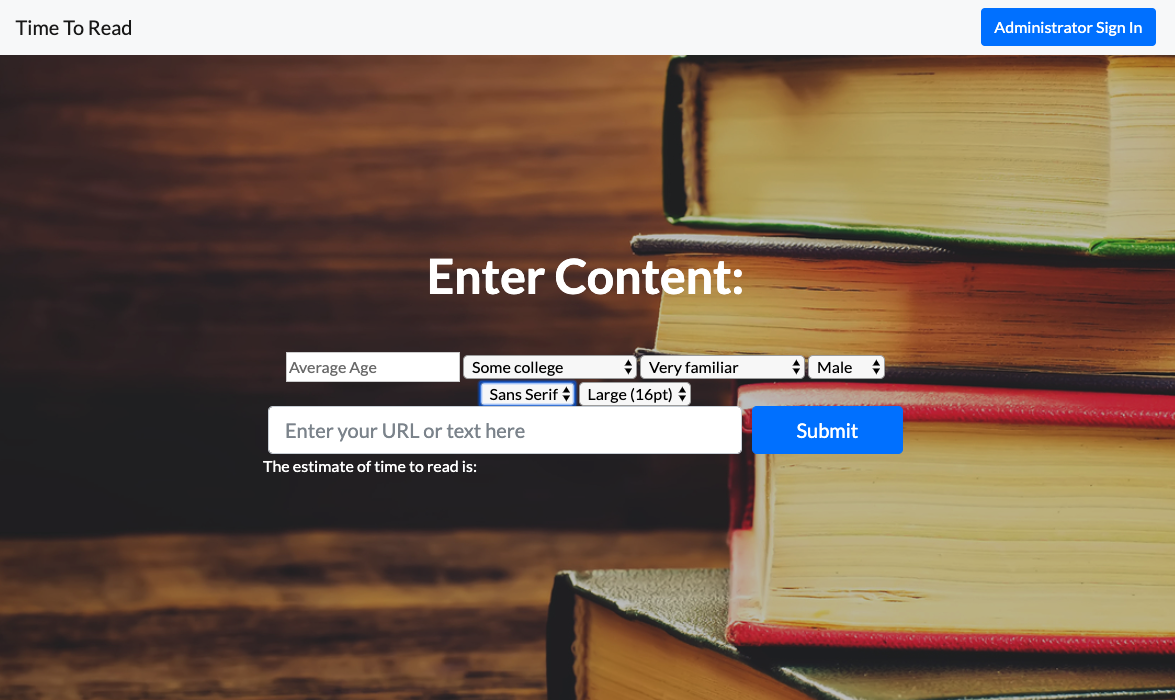 Time To Read
Administrator Sign In
Enter Content:
Average Age Some college Very familiar Male
Sans Serif Large (16pt)
Enter your URL or text here Submit
The estimate of time to read is: